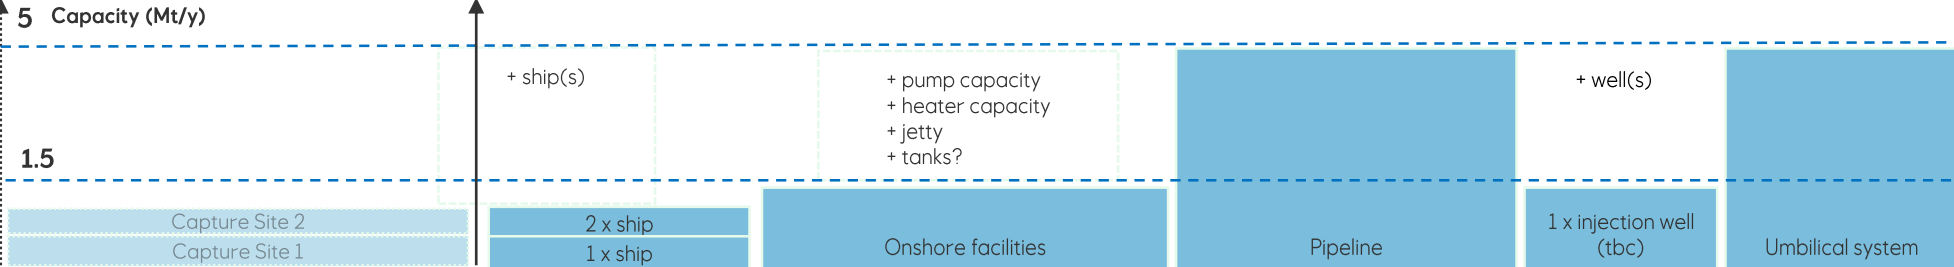 5 Capacity (Mt/y)
+ ship(s)
+ pump capacity
+ heater capacity
+ jetty
+ tanks?
+ well(s)
1.5
Capture Site 2
Capture Site 1
2 x ship
1 x ship
Onshore facilities
Pipeline
1 x injection well
(tbc)
Umbilical system